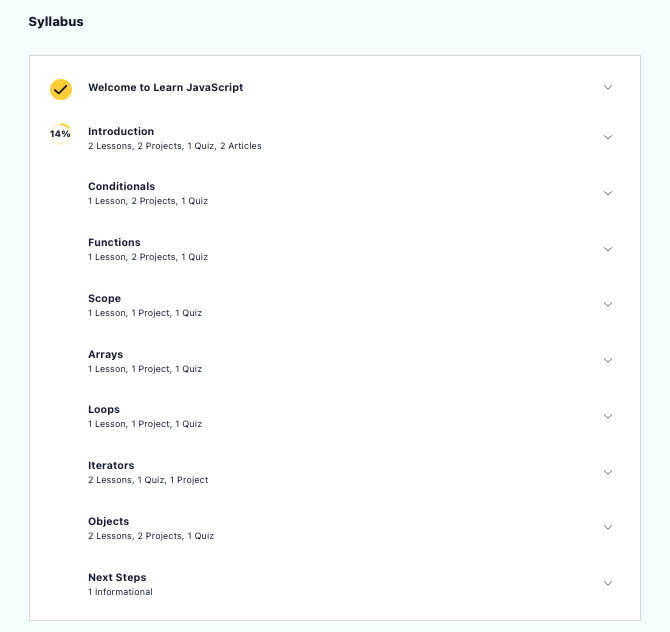 Syllabus
Welcome to Learn JavaScript
14%
Introduction
2 Lessons, 2 Projects, 1 Quiz, 2 Articles
Conditionals
1 Lesson, 2 Projects, 1 Quiz
Functions
1 Lesson, 2 Projects, 1 Quiz
Scope
1 Lesson, 1 Project, 1 Quiz
Arrays
1 Lesson, 1 Project, 1 Quiz
Loops
1 Lesson, 1 Project, 1 Quiz
Iterators
2 Lessons, 1 Quiz, 1 Project
Objects
2 Lessons, 2 Projects, 1 Quiz
Next Steps
1 Informational